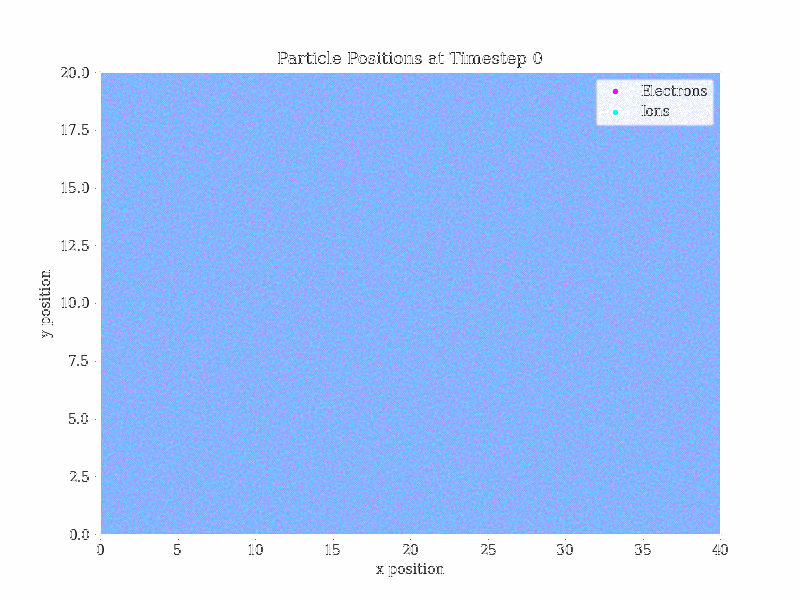 Particle Positions at Timestep 0
Electrons
Ions
20.0
17.5
15.0
12.5
10.0
7.5
5.0
2.5
0.0
y position
0 5 10 15 20 25 30 35 40
x position